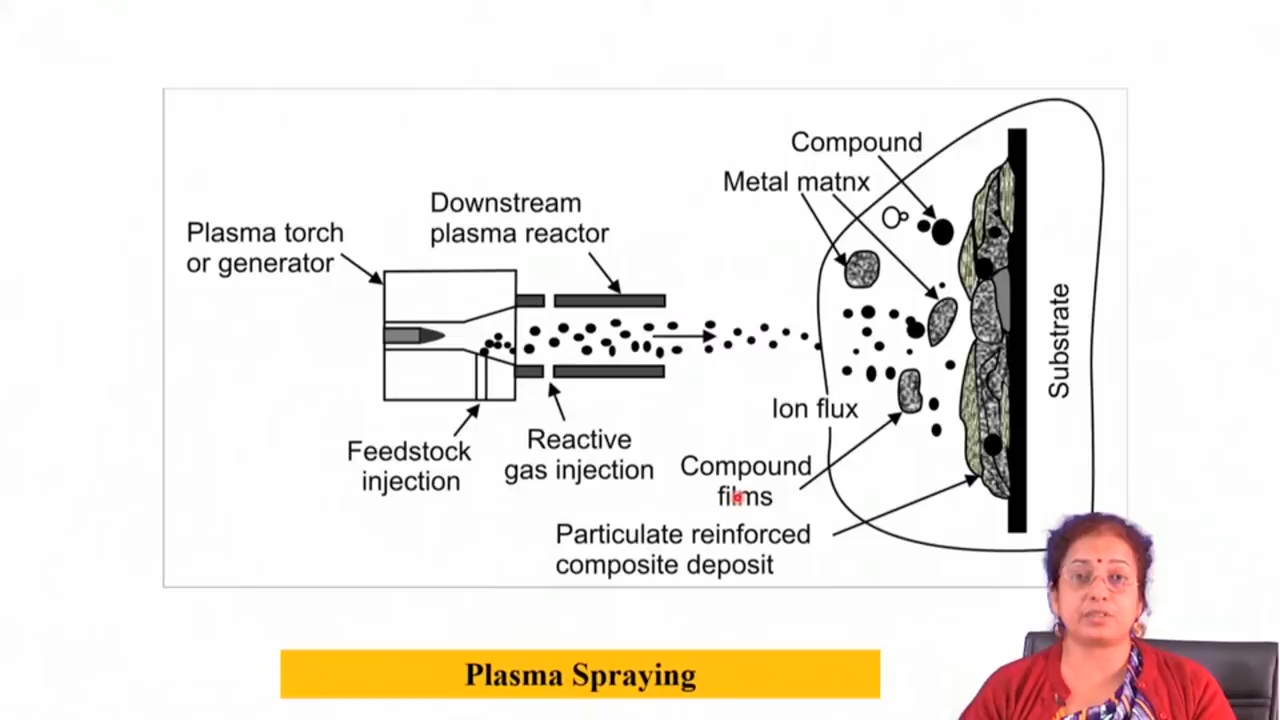 Compound
Metal matnx
Downstream
plasma reactor
Plasma torch
or generator
Substrate
Ion flux
Feedstock
injection
Reactive
gas injection
Compound
films
Particulate reinforced
composite deposit
Plasma Spraying